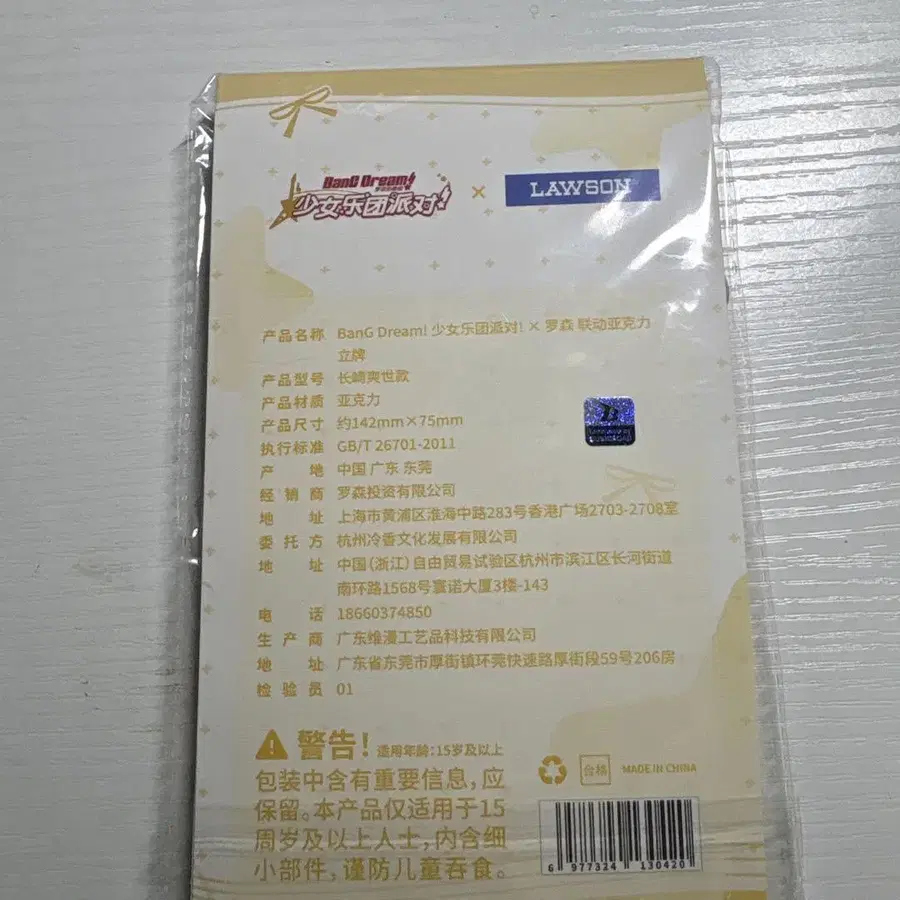 BanG Dream!
少女乐团派对!
×
LAWSON
产品名称 BanG Dream! 少女乐团派对! × 罗森 联动亚克力
立牌
产品型号 长崎爽世款
产品材质 亚克力
产品尺寸 约142mm×75mm
执行标准 GB/T 26701-2011
产地 中国 广东 东莞
经销商 罗森投资有限公司
地址 上海市黄浦区淮海中路283号香港广场2703-2708室
委托方 杭州冷香文化发展有限公司
地址 中国(浙江)自由贸易试验区杭州市滨江区长河街道
南环路1568号寰诺大厦3楼-143
电话 18660374850
生产商 广东维漫工艺品科技有限公司
地址 广东省东莞市厚街镇环莞快速路厚街段59号206房
检验员 01
警告! 适用年龄:15岁及以上
包装中含有重要信息,应
保留。本产品仅适用于15
周岁及以上人士,内含细
小部件,谨防儿童吞食。
合格
MADE IN CHINA
6 977324 130420